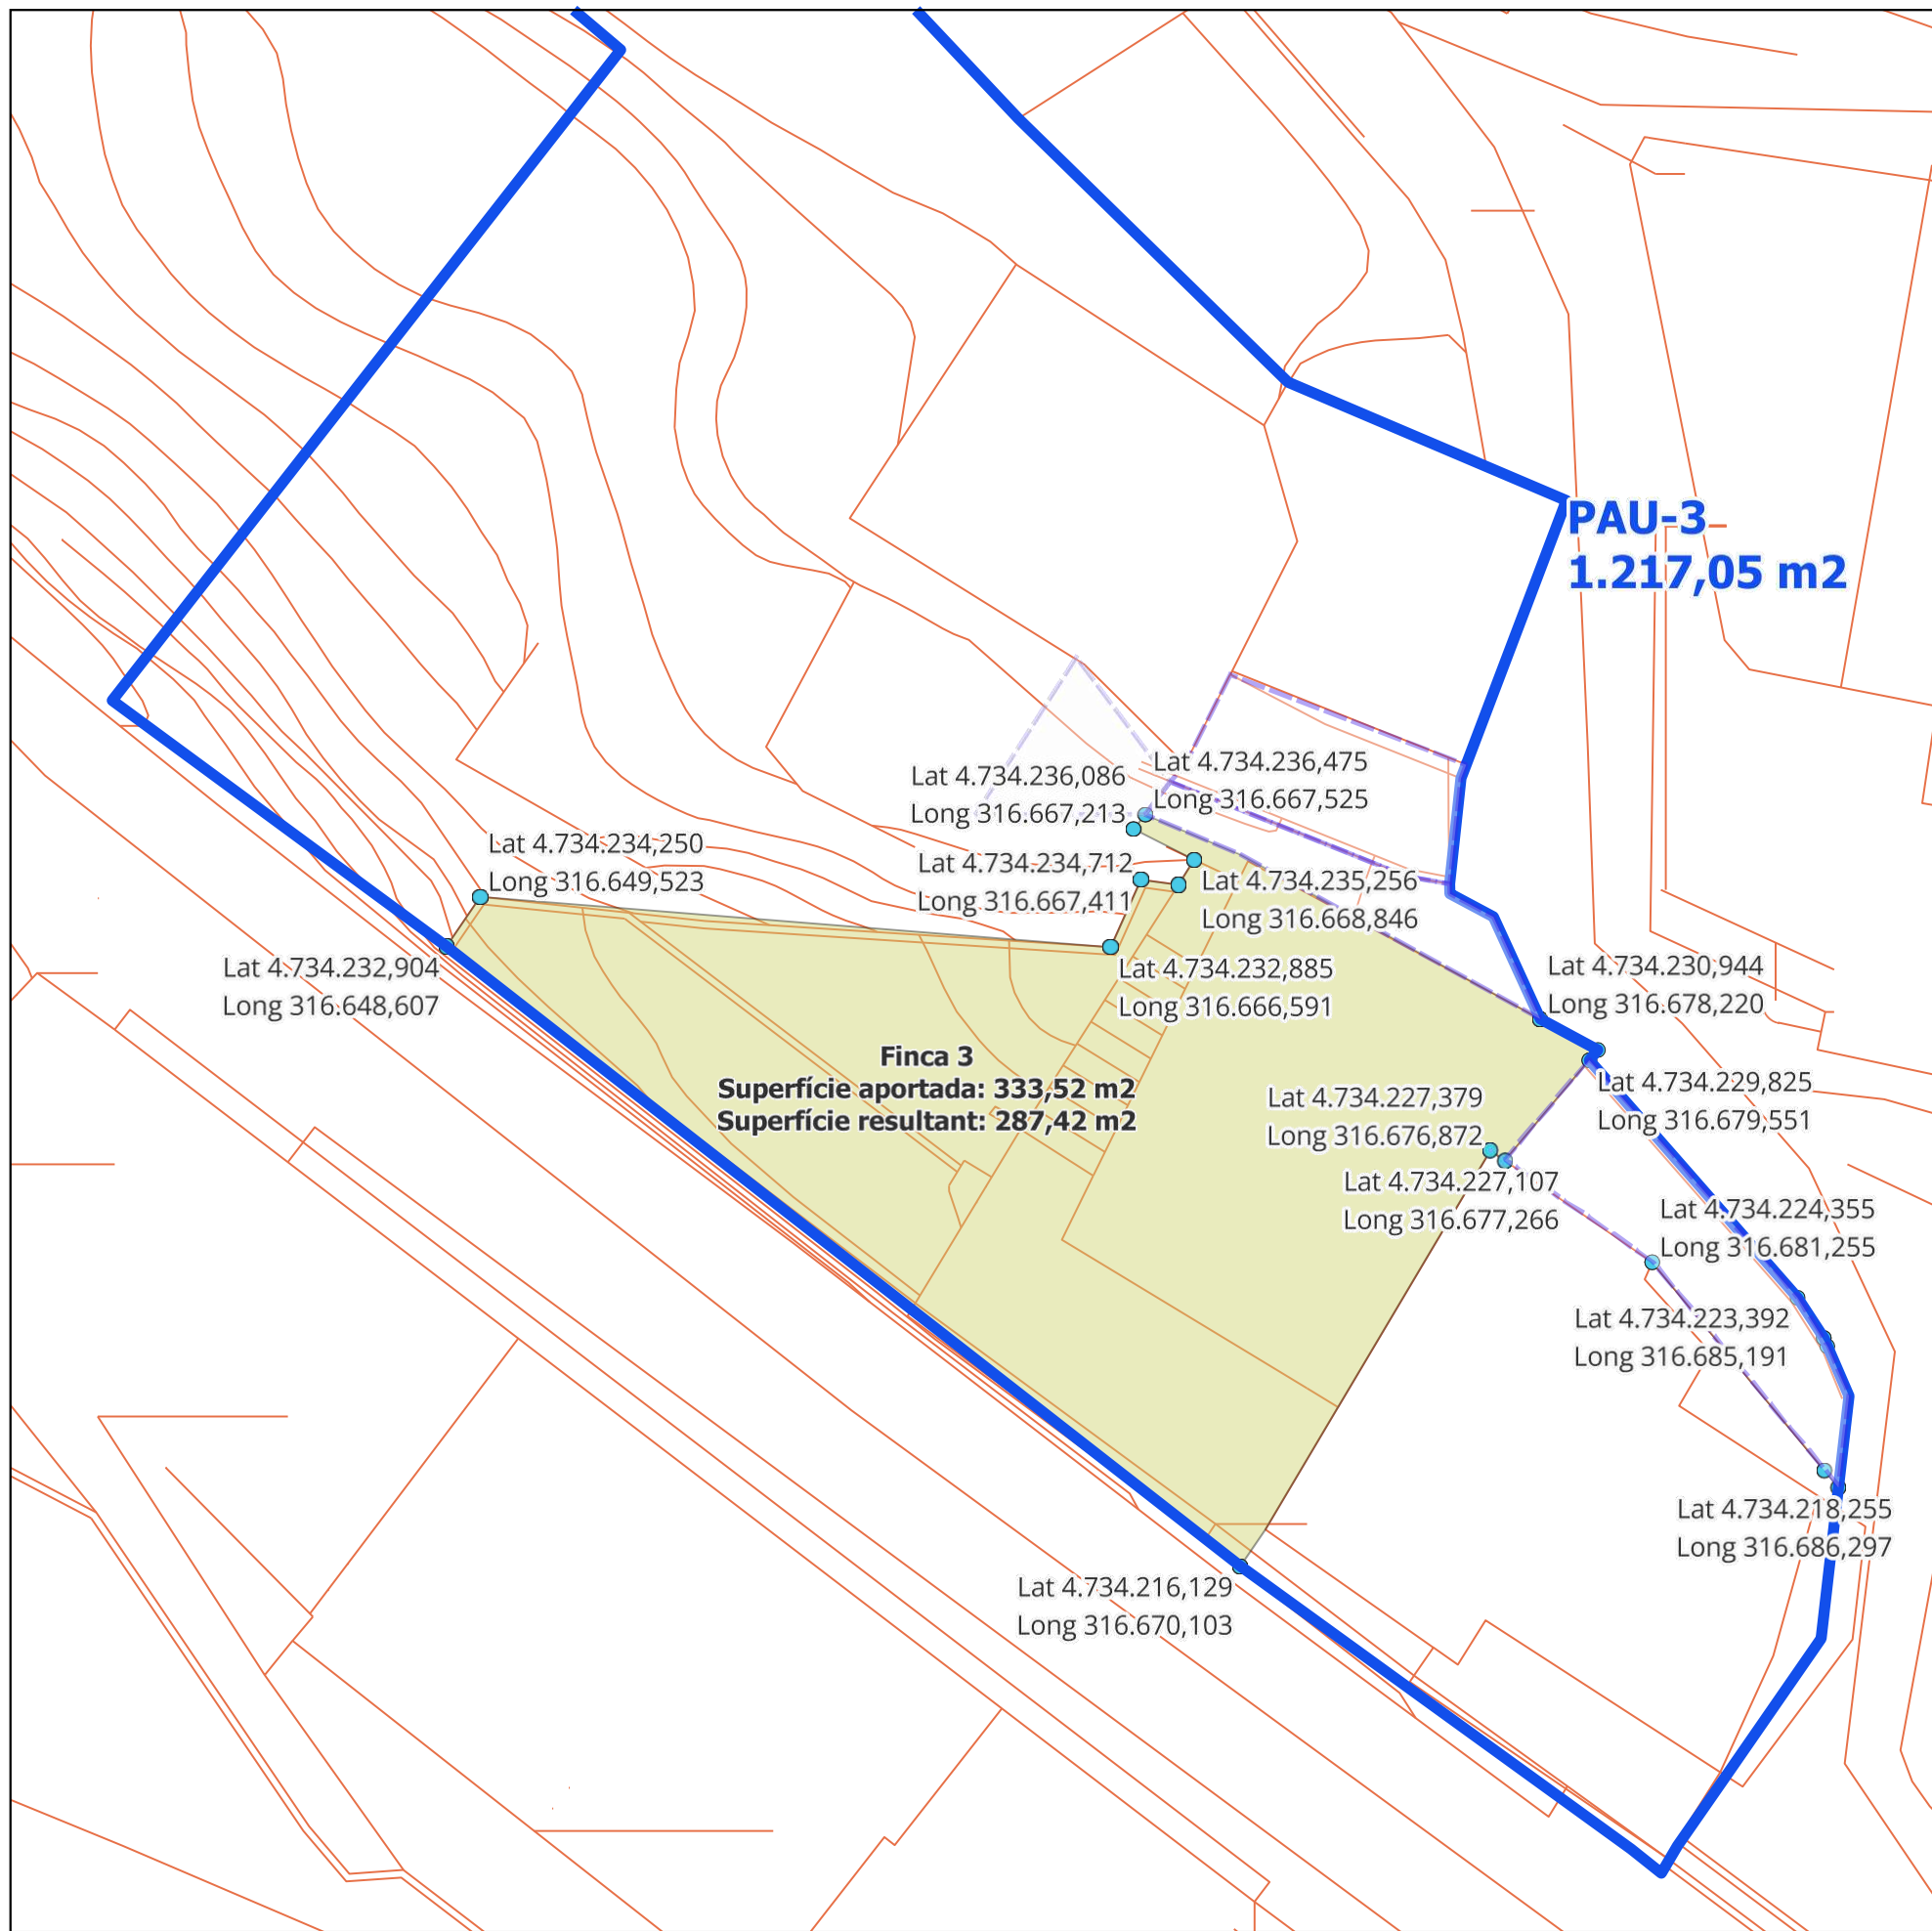 PAU-3
1.217,05 m2
Lat 4.734.236,475
Long 316.667,525
Lat 4.734.236,086
Long 316.667,213
Lat 4.734.234,250
Long 316.649,523
Lat 4.734.234,712
Long 316.667,411
Lat 4.734.235,256
Long 316.668,846
Lat 4.734.232,904
Long 316.648,607
Lat 4.734.232,885
Long 316.666,591
Lat 4.734.230,944
Long 316.678,220
Finca 3
Superfície aportada: 333,52 m2
Superfície resultant: 287,42 m2
Lat 4.734.229,825
Long 316.679,551
Lat 4.734.227,379
Long 316.676,872
Lat 4.734.227,107
Long 316.677,266
Lat 4.734.224,355
Long 316.681,255
Lat 4.734.223,392
Long 316.685,191
Lat 4.734.218,255
Long 316.686,297
Lat 4.734.216,129
Long 316.670,103